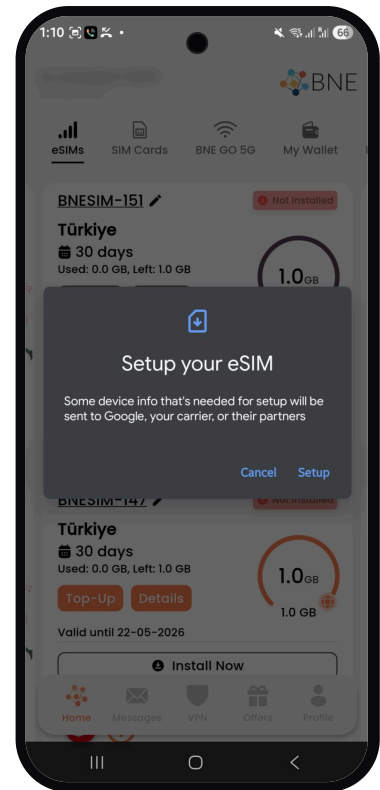 1:10
66
BNE
eSIMs SIM Cards BNE GO 5G My Wallet
BNESIM-151
Not installed
Türkiye
30 days
Used: 0.0 GB, Left: 1.0 GB
1.0GB
Setup your eSIM
Some device info that's needed for setup will be
sent to Google, your carrier, or their partners
Cancel Setup
BNESIM-147
Not installed
Türkiye
30 days
Used: 0.0 GB, Left: 1.0 GB
1.0GB
Top-Up Details
1.0 GB
Valid until 22-05-2026
Install Now
Home Messages VPN Offers Profile